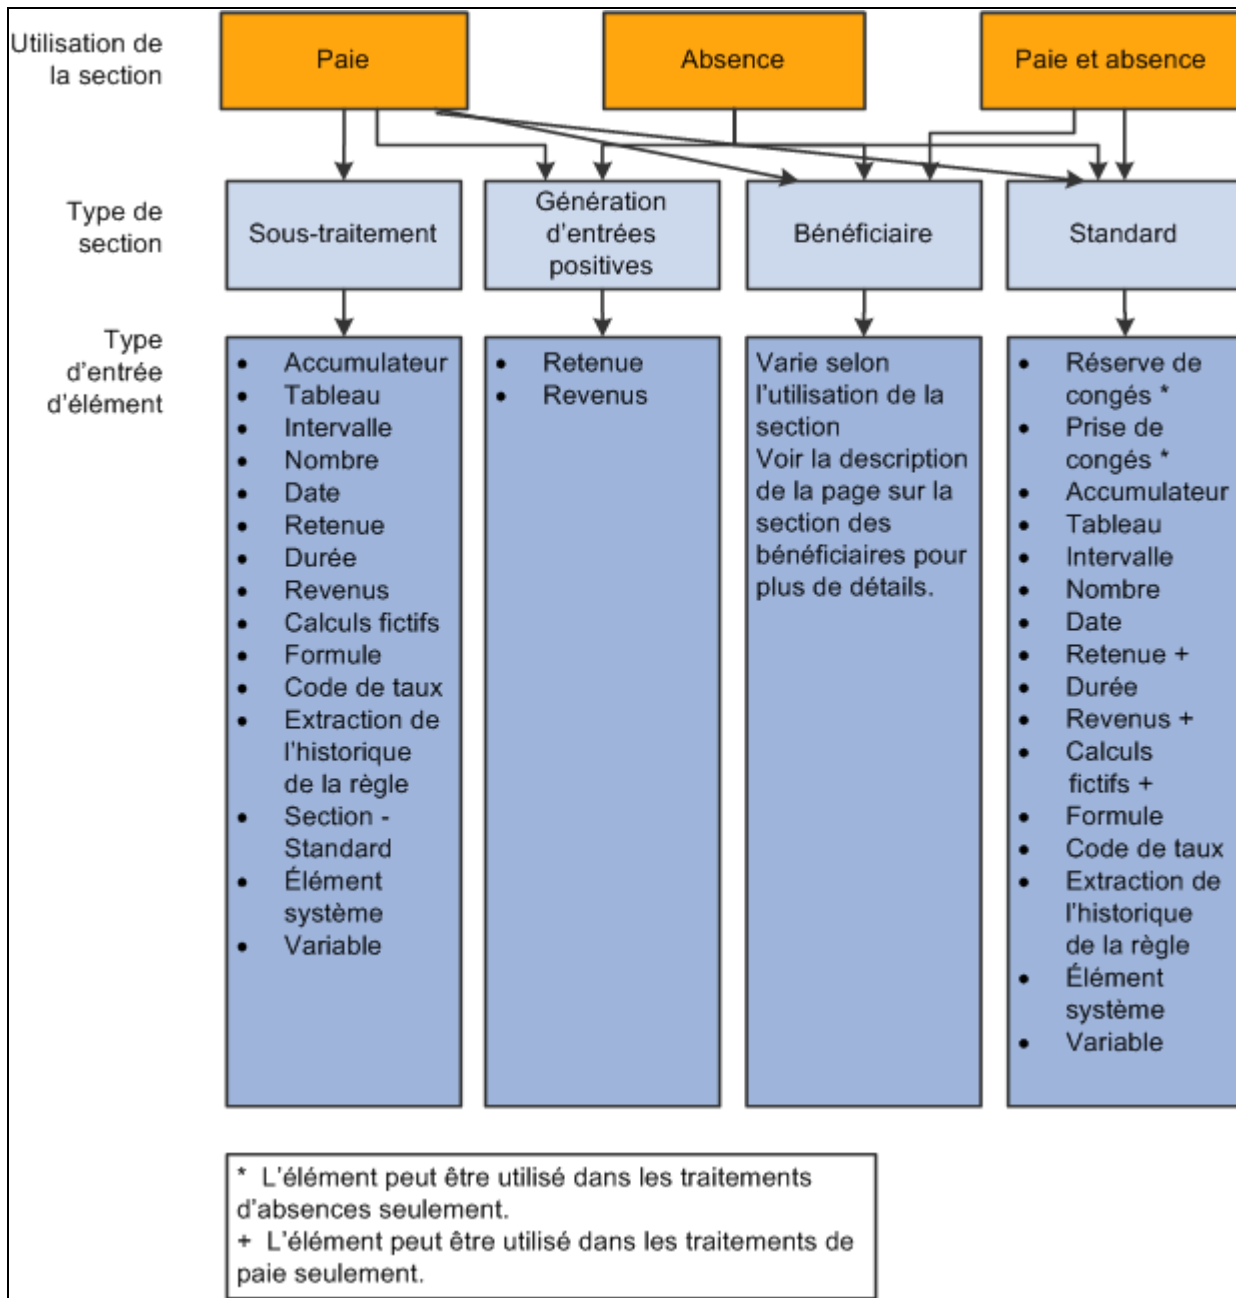 Utilisation de
la section
Paie
Absence
Paie et absence
Type de
section
Sous-traitement
Génération
d'entrées
positives
Bénéficiaire
Standard
Type
d'entrée
d'élément
• Accumulateur
• Tableau
• Intervalle
• Nombre
• Date
• Retenue
• Durée
• Revenus
• Calculs fictifs
• Formule
• Code de taux
• Extraction de
l'historique
de la règle
• Section -
Standard
• Élément
système
• Variable
• Retenue
• Revenus
Varie selon
l'utilisation de la
section
Voir la description
de la page sur la
section des
bénéficiaires pour
plus de détails.
• Réserve de
congés *
• Prise de
congés *
• Accumulateur
• Tableau
• Intervalle
• Nombre
• Date
• Retenue +
• Durée
• Revenus +
• Calculs
fictifs +
• Formule
• Code de taux
• Extraction de
l'historique
de la règle
• Élément
système
• Variable
* L'élément peut être utilisé dans les traitements
d'absences seulement.
+ L'élément peut être utilisé dans les traitements de
paie seulement.